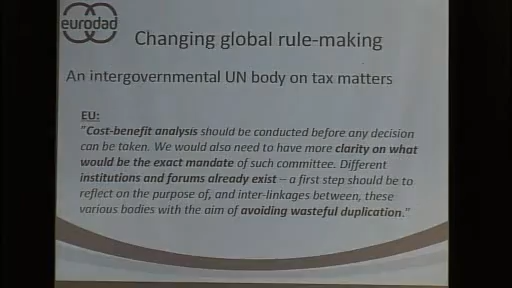 eurodad
Changing global rule-making
An intergovernmental UN body on tax matters
EU:
"Cost-benefit analysis should be conducted before any decision
can be taken. We would also need to have more clarity on what
would be the exact mandate of such committee. Different
institutions and forums already exist – a first step should be to
reflect on the purpose of, and inter-linkages between, these
various bodies with the aim of avoiding wasteful duplication."